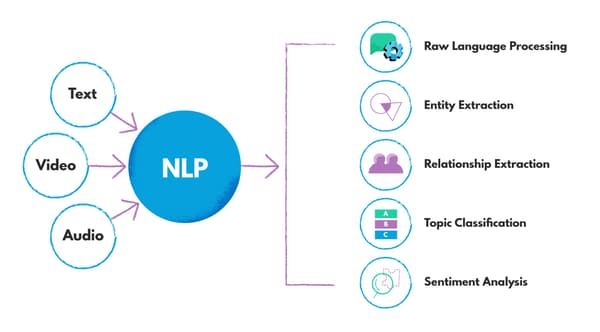 Text
Video
Audio
NLP
Raw Language Processing
Entity Extraction
Relationship Extraction
A
B
C
Topic Classification
Sentiment Analysis